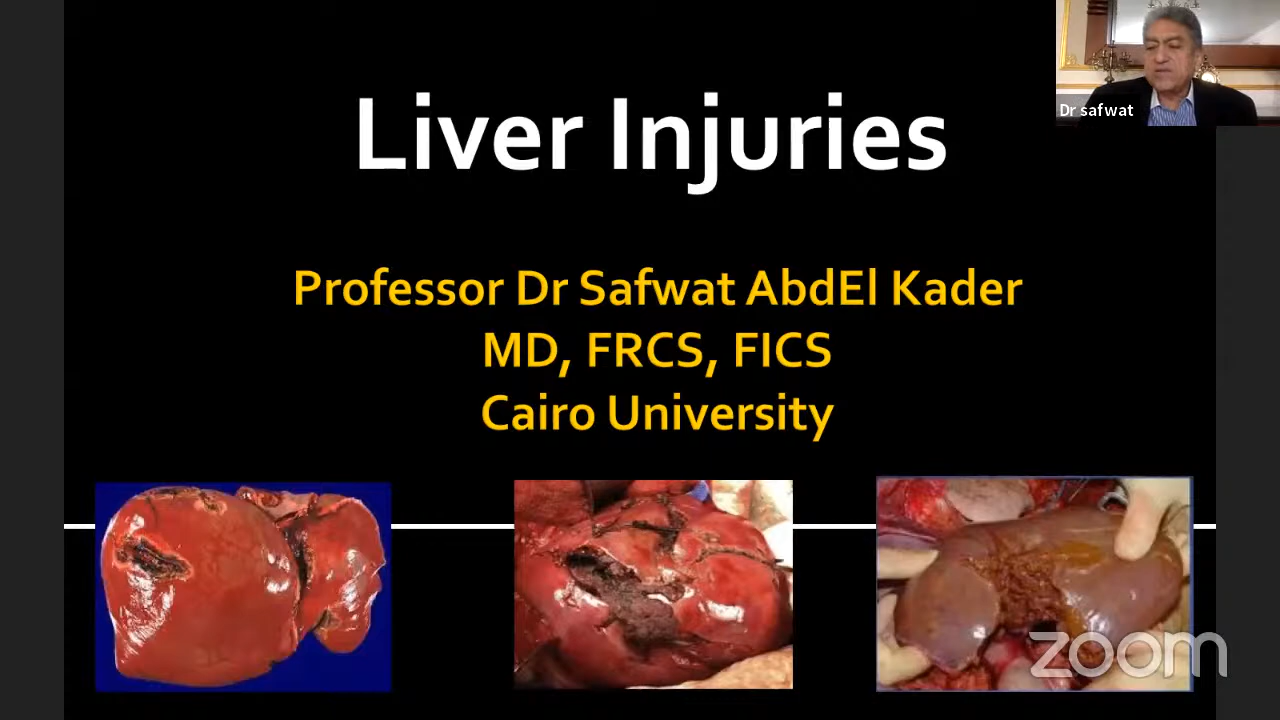 Dr safwat
Liver Injuries
Professor Dr Safwat AbdEl Kader
MD, FRCS, FICS
Cairo University
zoom